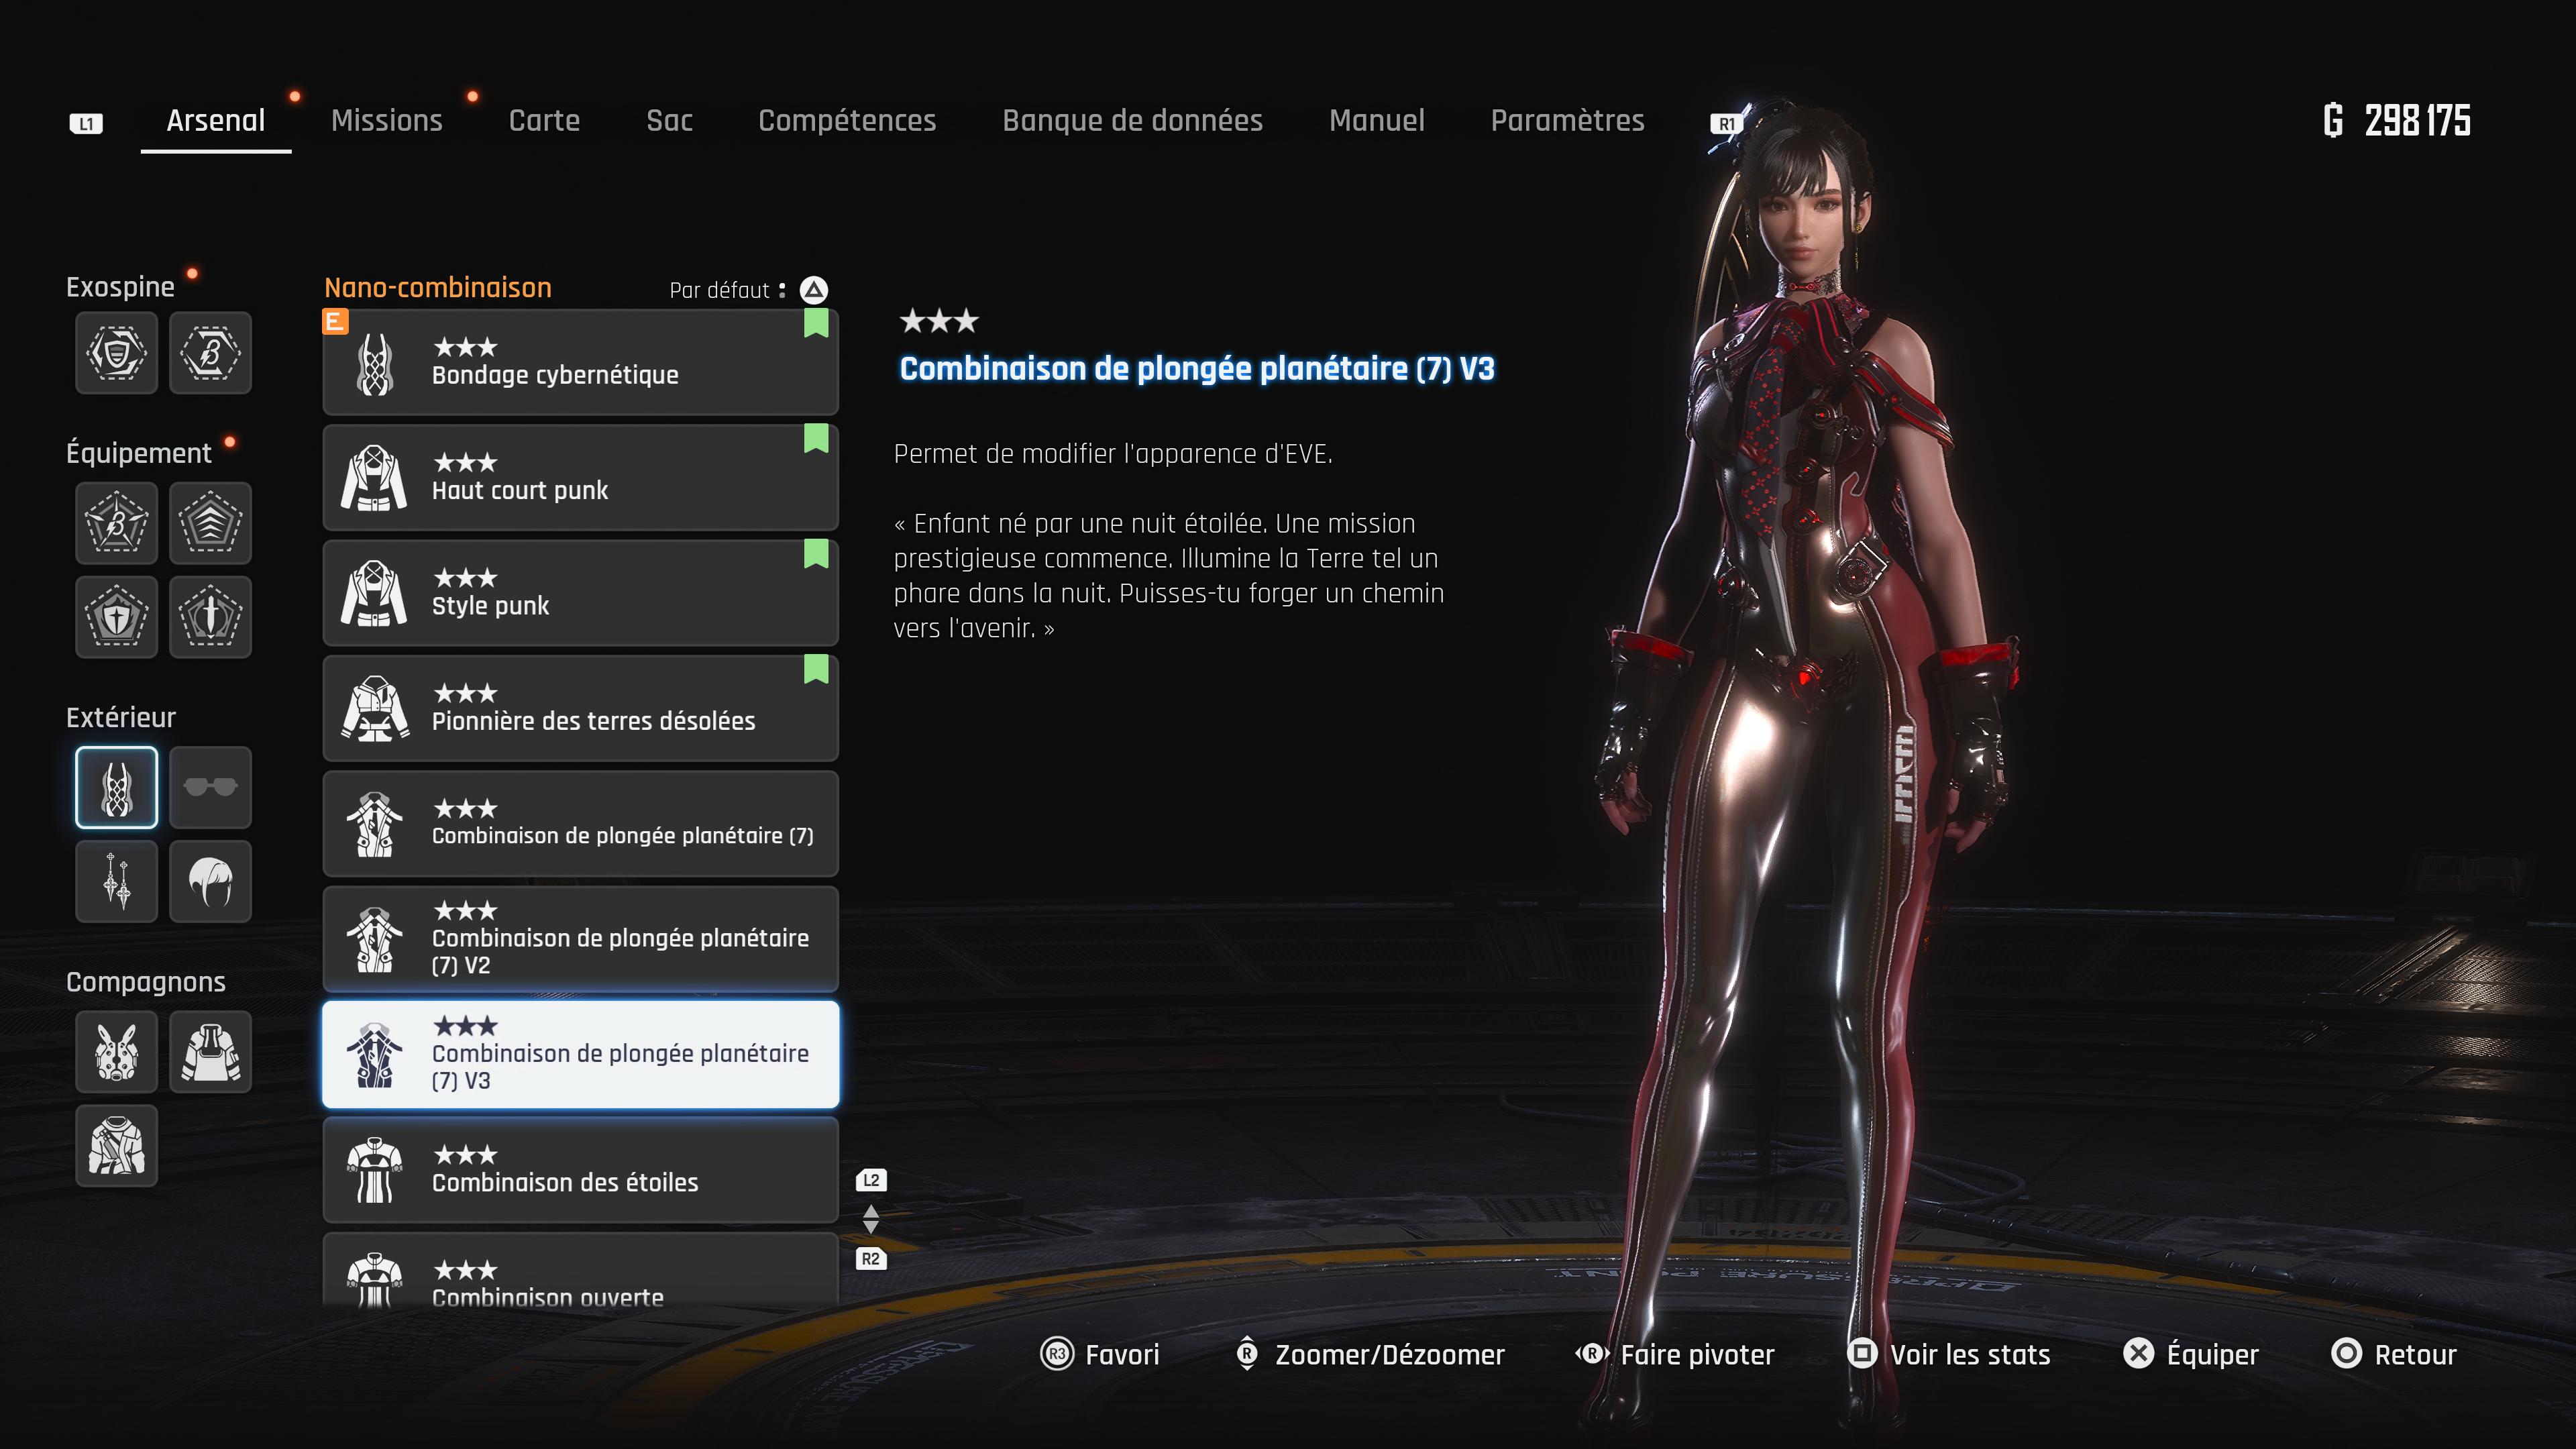 L1
Arsenal
Missions
Carte
Sac
Compétences
Banque de données
Manuel
Paramètres
R1
298 175
Exospine
Équipement
Extérieur
Compagnons
Nano-combinaison
Par défaut :
E
Bondage cybernétique
Haut court punk
Style punk
Pionnière des terres désolées
Combinaison de plongée planétaire (7)
Combinaison de plongée planétaire
(7) V2
Combinaison de plongée planétaire
(7) V3
Combinaison des étoiles
Combinaison ouverte
L2
R2
Combinaison de plongée planétaire (7) V3
Permet de modifier l'apparence d'EVE.
« Enfant né par une nuit étoilée. Une mission
prestigieuse commence. Illumine la Terre tel un
phare dans la nuit. Puisses-tu forger un chemin
vers l'avenir. »
R3 Favori
R Zoomer/Dézoomer
R Faire pivoter
Voir les stats
Équiper
Retour